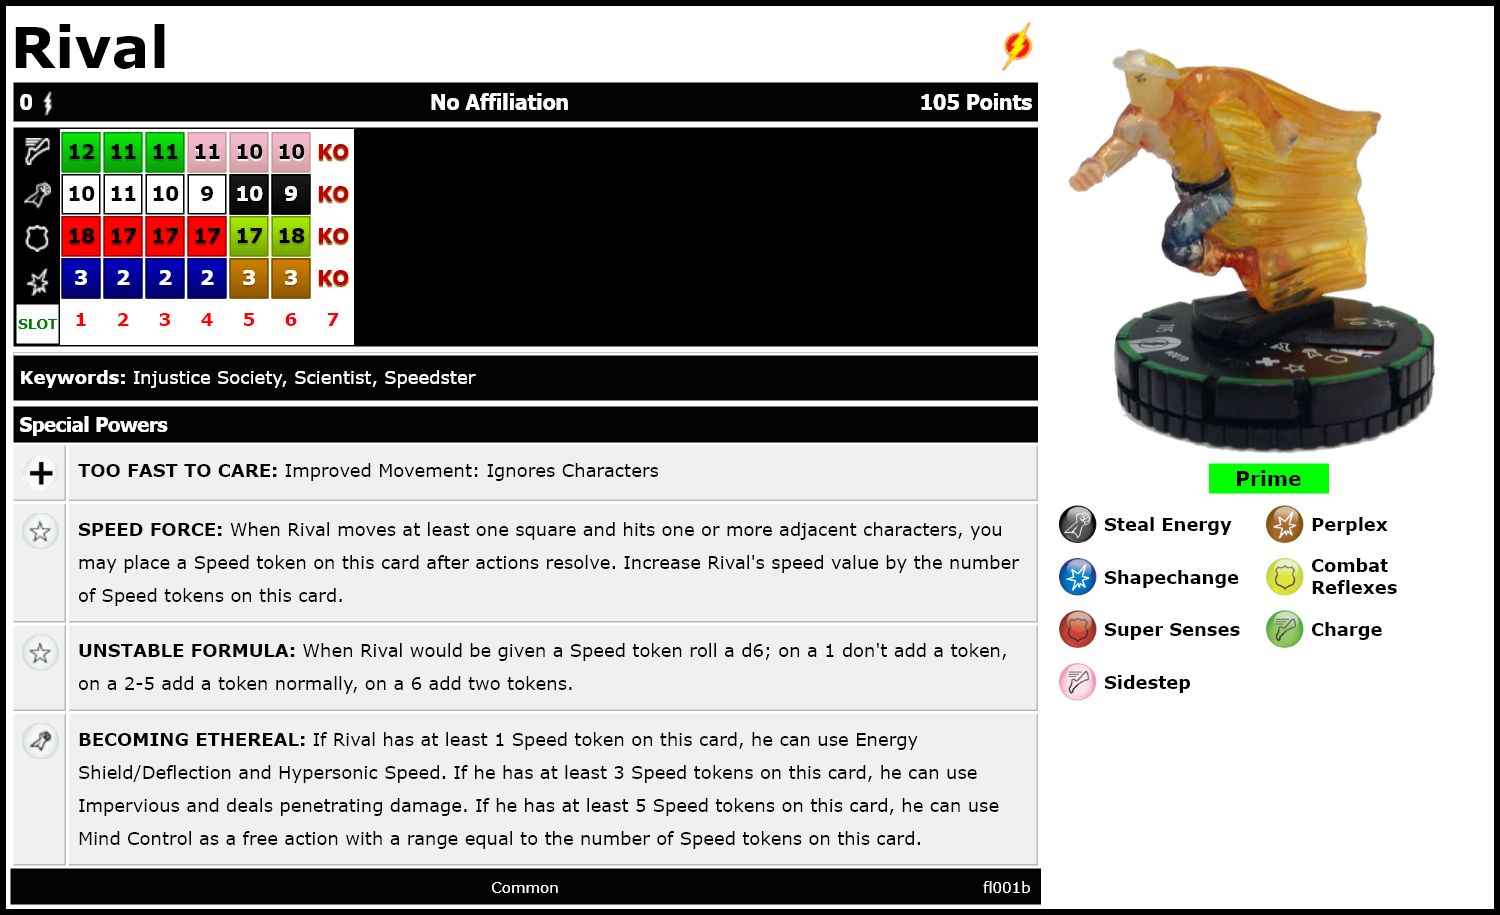 Rival
0 No Affiliation 105 Points
12 11 11 11 10 10 KO
10 11 10 9 10 9 KO
18 17 17 17 17 18 KO
3 2 2 2 3 3 KO
SLOT 1 2 3 4 5 6 7
Keywords: Injustice Society, Scientist, Speedster
Special Powers
TOO FAST TO CARE: Improved Movement: Ignores Characters
SPEED FORCE: When Rival moves at least one square and hits one or more adjacent characters, you
may place a Speed token on this card after actions resolve. Increase Rival's speed value by the number
of Speed tokens on this card.
UNSTABLE FORMULA: When Rival would be given a Speed token roll a d6; on a 1 don't add a token,
on a 2-5 add a token normally, on a 6 add two tokens.
BECOMING ETHEREAL: If Rival has at least 1 Speed token on this card, he can use Energy
Shield/Deflection and Hypersonic Speed. If he has at least 3 Speed tokens on this card, he can use
Impervious and deals penetrating damage. If he has at least 5 Speed tokens on this card, he can use
Mind Control as a free action with a range equal to the number of Speed tokens on this card.
Common fl001b
105
#001b
Prime
Steal Energy Perplex
Shapechange Combat
Reflexes
Super Senses Charge
Sidestep